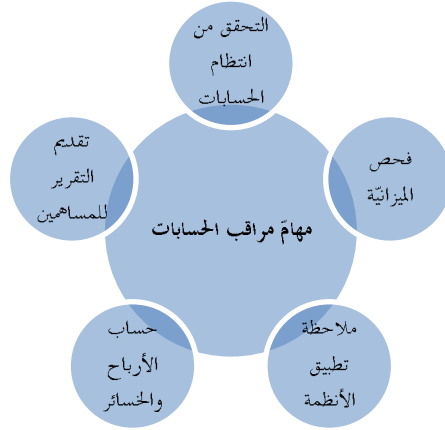 التحقق من
انتظام
الحسابات
فحص
الميزانيّة
ملاحظة
تطبيق
الأنظمة
حساب
الأرباح
والخسائر
تقديم
التقرير
للمساهمين
مهامّ مراقب الحسابات